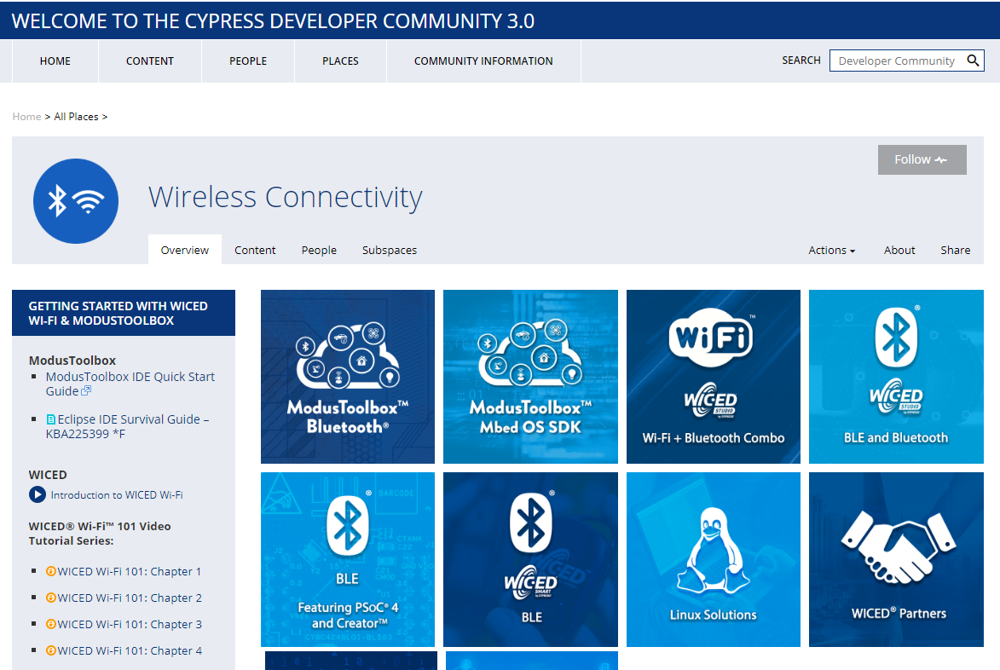 WELCOME TO THE CYPRESS DEVELOPER COMMUNITY 3.0
HOME
CONTENT
PEOPLE
PLACES
COMMUNITY INFORMATION
SEARCH
Developer Community
Home > All Places >
Follow
Wireless Connectivity
Overview
Content
People
Subspaces
Actions
About
Share
GETTING STARTED WITH WICED
WI-FI & MODUSTOOLBOX
ModusToolbox
ModusToolbox IDE Quick Start
Guide
Eclipse IDE Survival Guide –
KBA225399 *F
WICED
Introduction to WICED Wi-Fi
WICED® Wi-Fi™ 101 Video
Tutorial Series:
WICED Wi-Fi 101: Chapter 1
WICED Wi-Fi 101: Chapter 2
WICED Wi-Fi 101: Chapter 3
WICED Wi-Fi 101: Chapter 4
ModusToolbox™
Bluetooth®
ModusToolbox™
Mbed OS SDK
WiFi™
WICED
STUDIO
Wi-Fi + Bluetooth Combo
®
WICED
STUDIO
BLE and Bluetooth
®
BARCODE
BLE
Featuring PSoC® 4
and Creator™
®
WICED
SMART
BLE
Linux Solutions
WICED® Partners